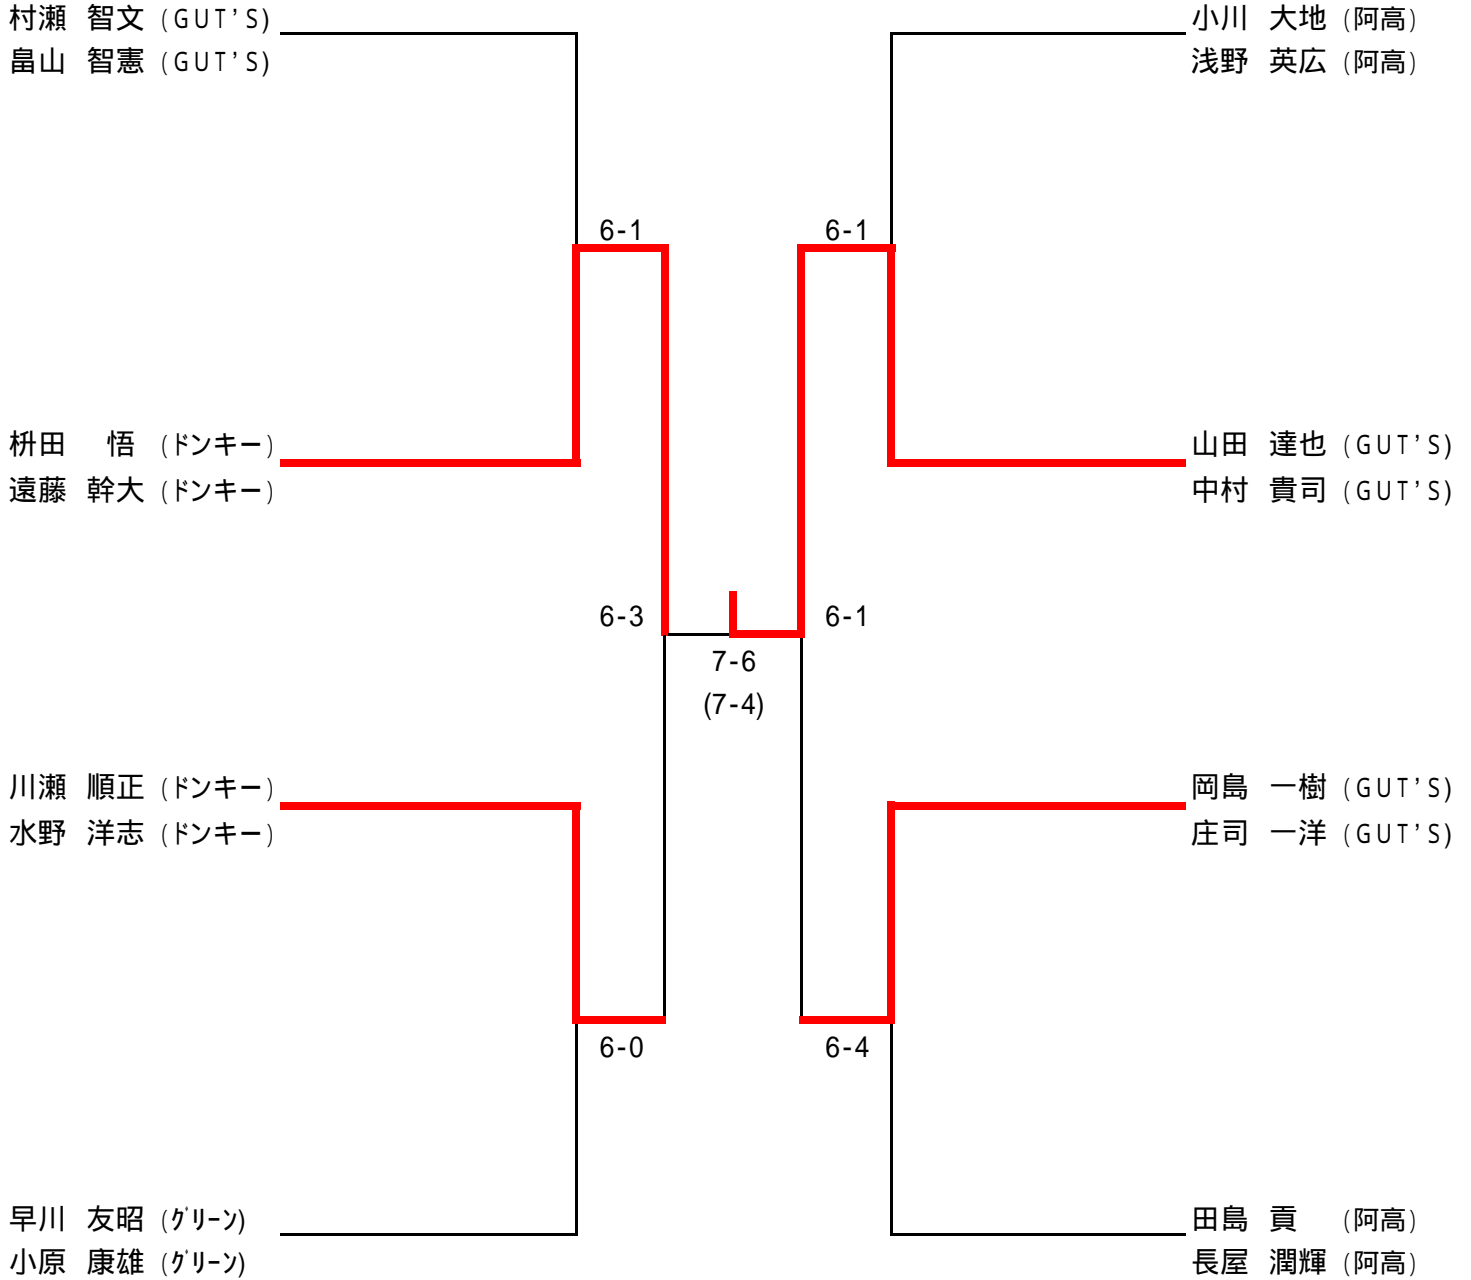 村瀬 智文 (GUT'S)
畠山 智憲 (GUT'S)
小川 大地 (阿高)
浅野 英広 (阿高)
6-1
6-1
枡田 悟 (ドンキー)
遠藤 幹大 (ドンキー)
山田 達也 (GUT'S)
中村 貴司 (GUT'S)
6-3
6-1
7-6
(7-4)
川瀬 順正 (ドンキー)
水野 洋志 (ドンキー)
岡島 一樹 (GUT'S)
庄司 一洋 (GUT'S)
6-0
6-4
早川 友昭 (ｸﾞﾘｰﾝ)
小原 康雄 (ｸﾞﾘｰﾝ)
田島 貢 (阿高)
長屋 潤輝 (阿高)